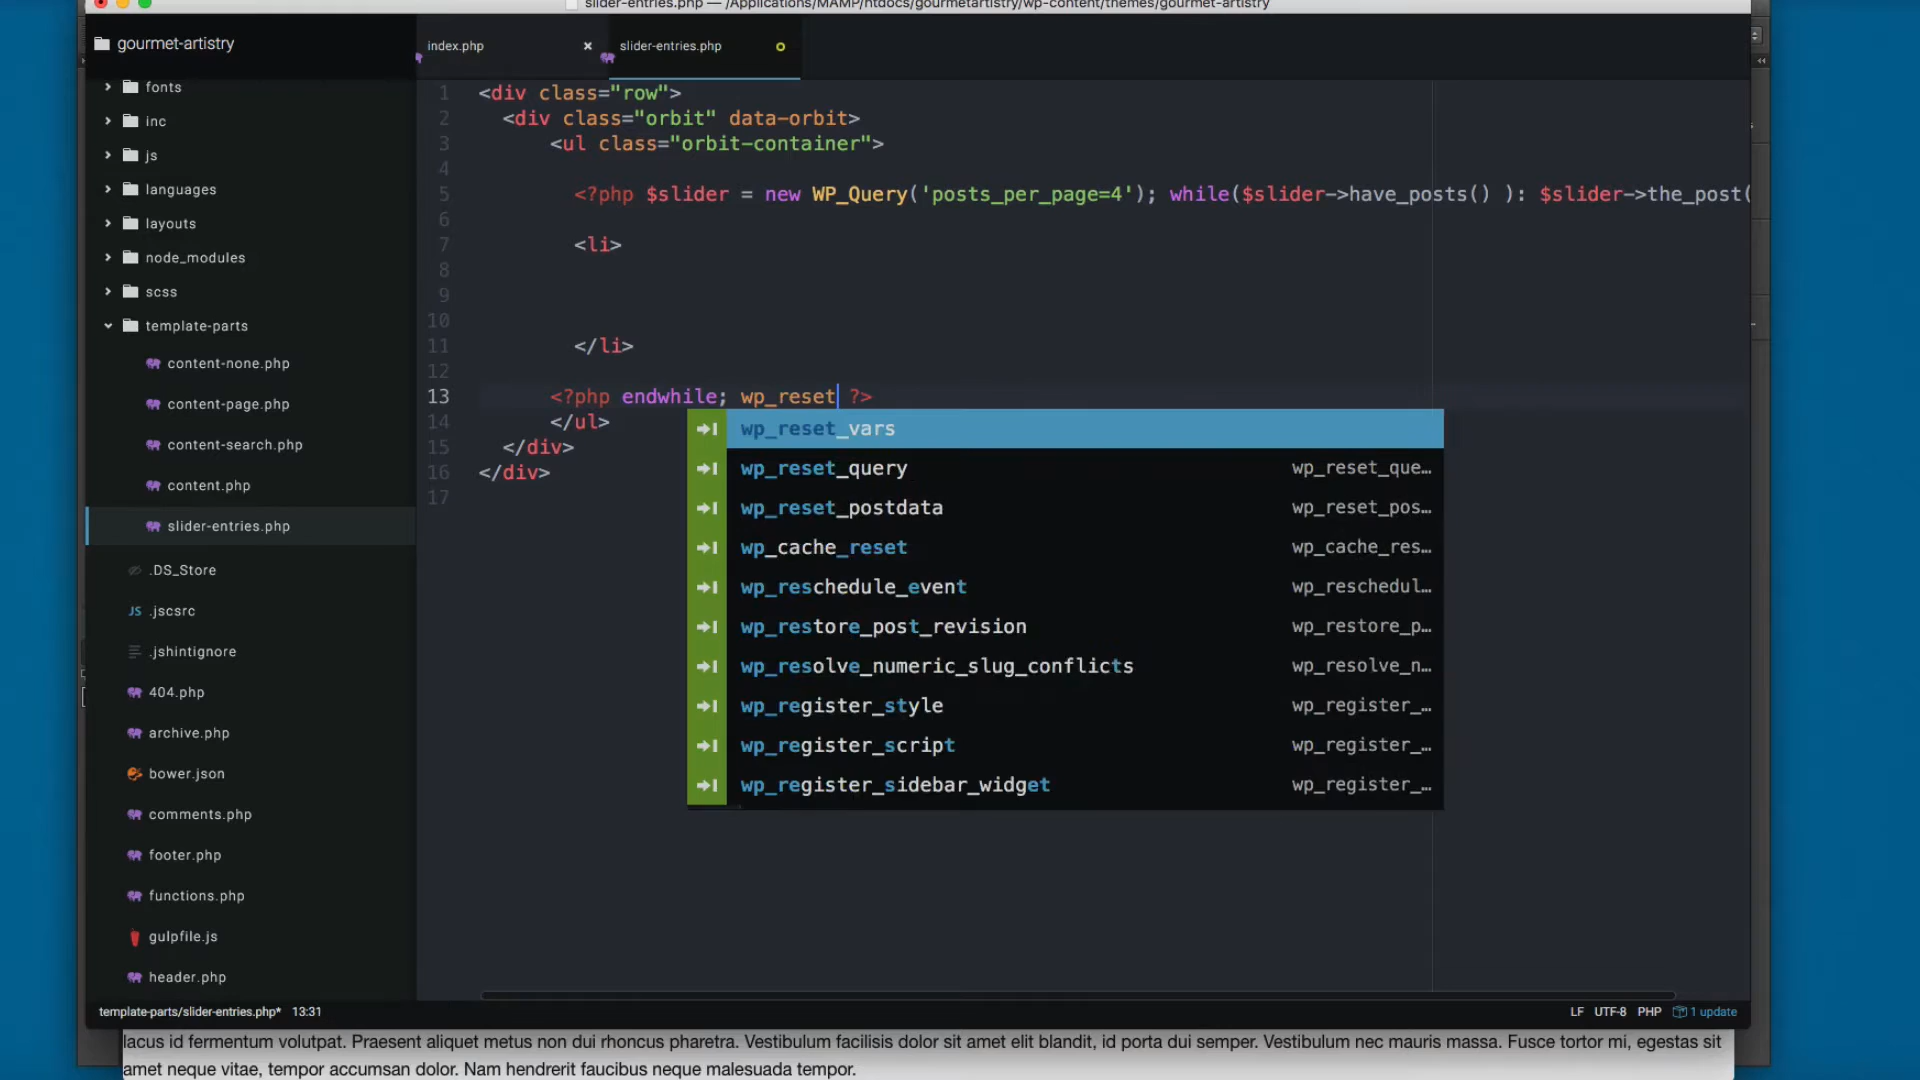 slider-entries.php — /Applications/MAMP/htdocs/gourmetartistry/wp-content/themes/gourmet-artistry
gourmet-artistry
index.php
slider-entries.php
fonts
inc
js
languages
layouts
node_modules
scss
template-parts
content-none.php
content-page.php
content-search.php
content.php
slider-entries.php
.DS_Store
JS .jscsrc
.jshintignore
404.php
archive.php
bower.json
comments.php
footer.php
functions.php
gulpfile.js
header.php
1 <div class="row">
2 <div class="orbit" data-orbit>
3 <ul class="orbit-container">
4
5 <?php $slider = new WP_Query('posts_per_page=4'); while($slider->have_posts() ): $slider->the_post(
6
7 <li>
8
9
10
11 </li>
12
13 <?php endwhile; wp_reset ?>
14 </ul>
15 </div>
16 </div>
17
wp_reset_vars
wp_reset_query wp_reset_que…
wp_reset_postdata wp_reset_pos…
wp_cache_reset wp_cache_res…
wp_reschedule_event wp_reschedul…
wp_restore_post_revision wp_restore_p…
wp_resolve_numeric_slug_conflicts wp_resolve_n…
wp_register_style wp_register_…
wp_register_script wp_register_…
wp_register_sidebar_widget wp_register_…
template-parts/slider-entries.php* 13:31
LF UTF-8 PHP 1 update
lacus id fermentum volutpat. Praesent aliquet metus non dui rhoncus pharetra. Vestibulum facilisis dolor sit amet elit blandit, id porta dui semper. Vestibulum nec mauris massa. Fusce tortor mi, egestas sit
amet neque vitae, tempor accumsan dolor. Nam hendrerit faucibus neque malesuada tempor.